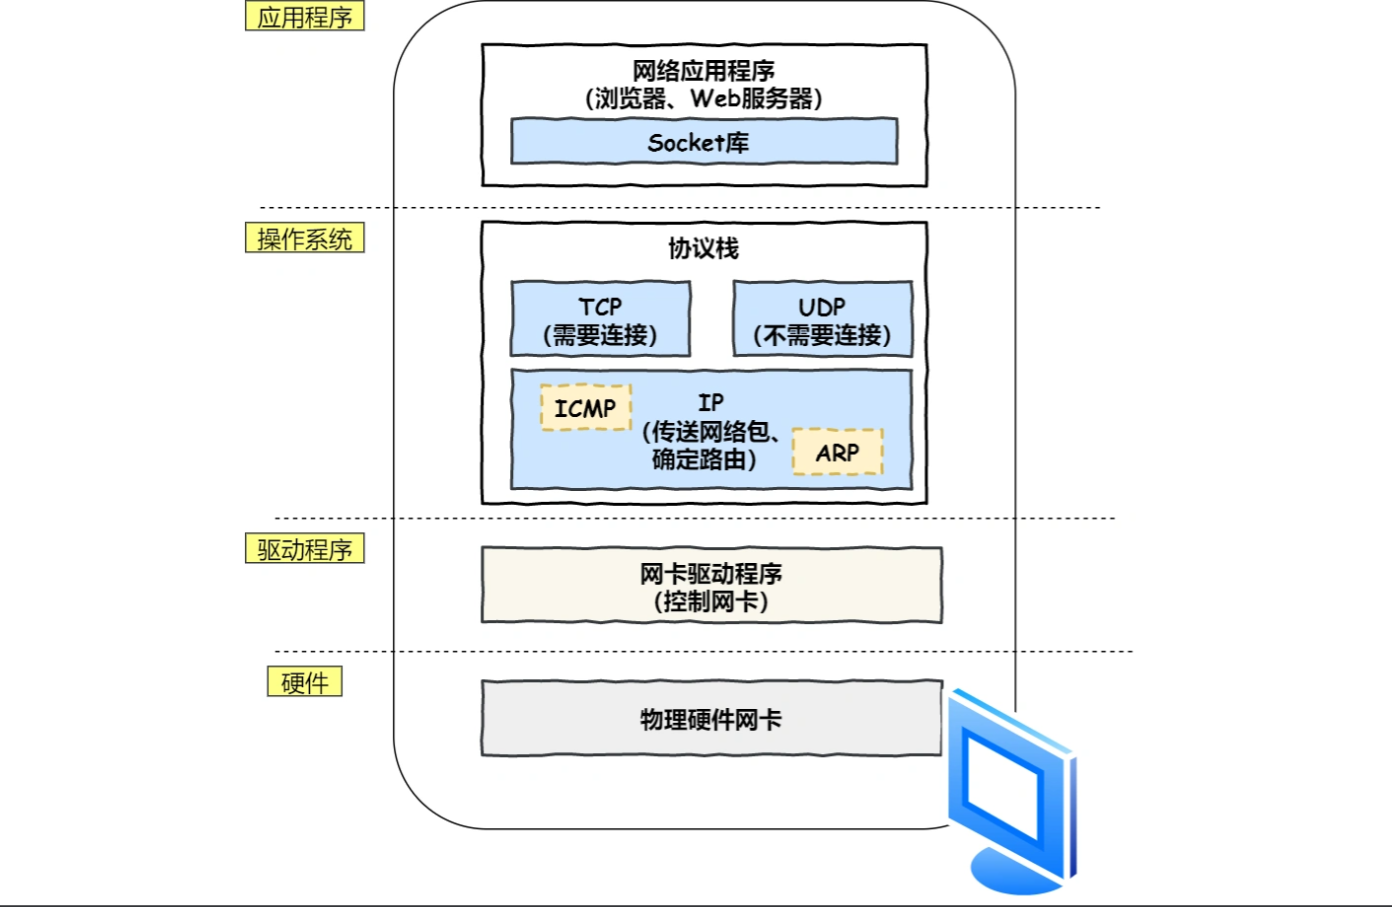 应用程序
网络应用程序
（浏览器、Web服务器）
Socket库
操作系统
协议栈
TCP
（需要连接）
UDP
（不需要连接）
ICMP
IP
（传送网络包、
确定路由）
ARP
驱动程序
网卡驱动程序
（控制网卡）
硬件
物理硬件网卡